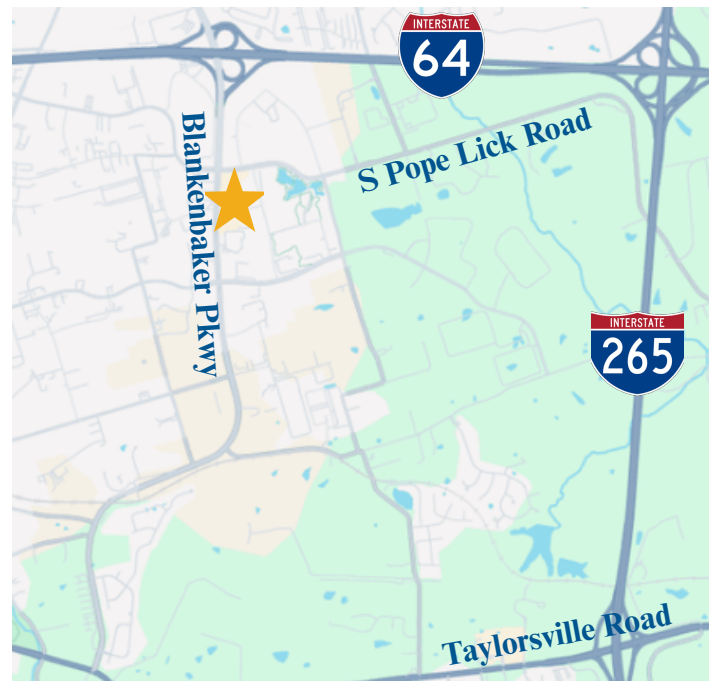 INTERSTATE
64
S Pope Lick Road
Blankenbaker Pkwy
INTERSTATE
265
Taylorsville Road